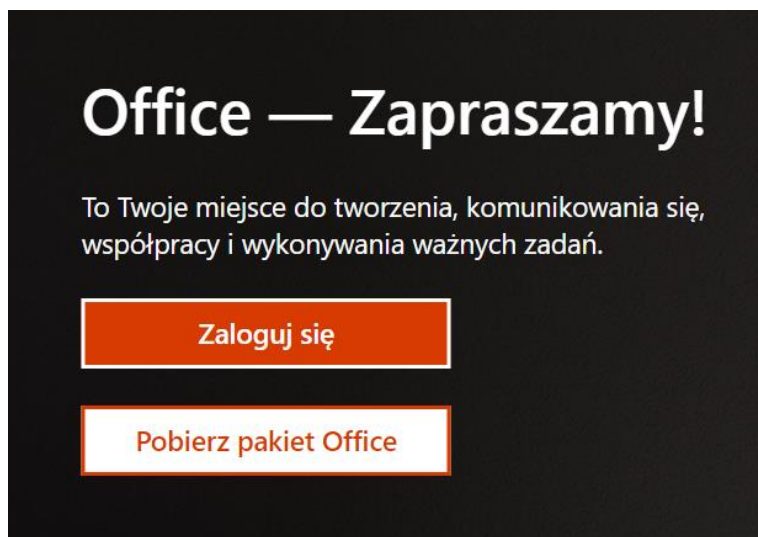 Office — Zapraszamy!
To Twoje miejsce do tworzenia, komunikowania się,
współpracy i wykonywania ważnych zadań.
Zaloguj się
Pobierz pakiet Office